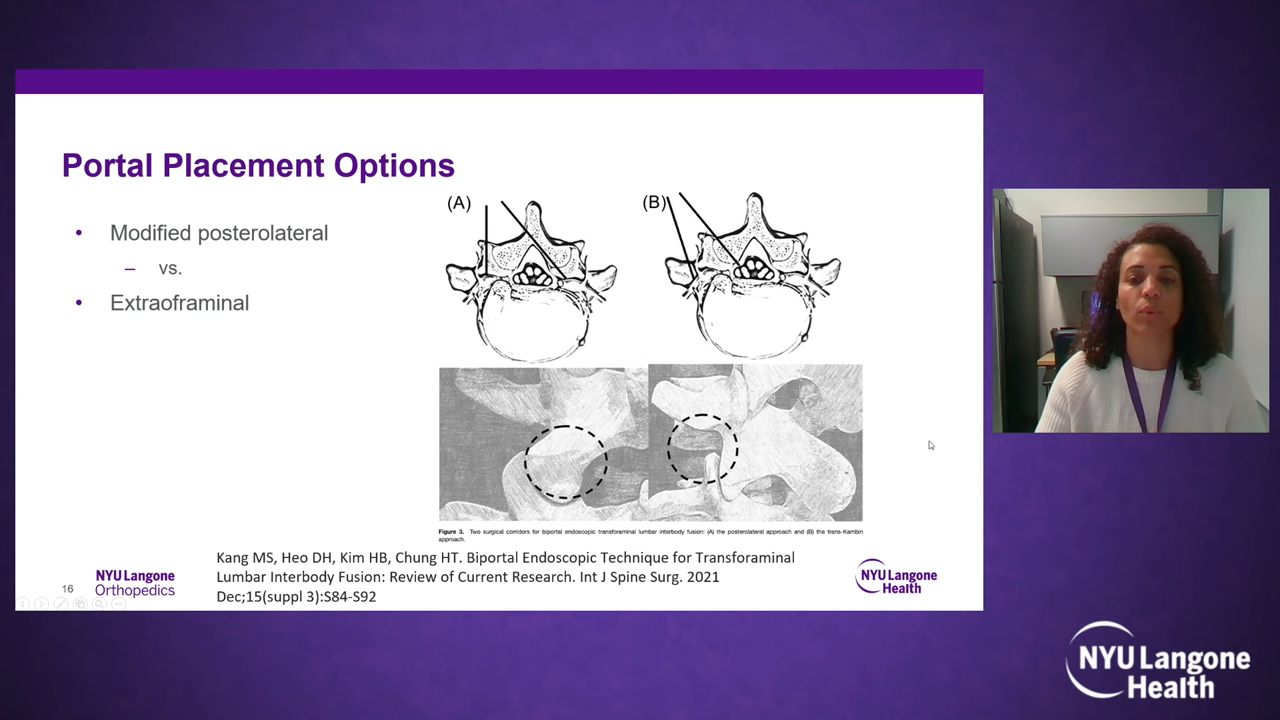 Portal Placement Options
• Modified posterolateral
– vs.
• Extraoframinal
(A)
(B)
Figure 3. Two surgical corridors for biportal endoscopic transforaminal lumbar interbody fusion: (A) the posterolateral approach and (B) the trans-Kambin
approach.
Kang MS, Heo DH, Kim HB, Chung HT. Biportal Endoscopic Technique for Transforaminal
Lumbar Interbody Fusion: Review of Current Research. Int J Spine Surg. 2021
Dec;15(suppl 3):S84-S92
16
NYU Langone
Orthopedics
NYU Langone
Health
NYU Langone
Health